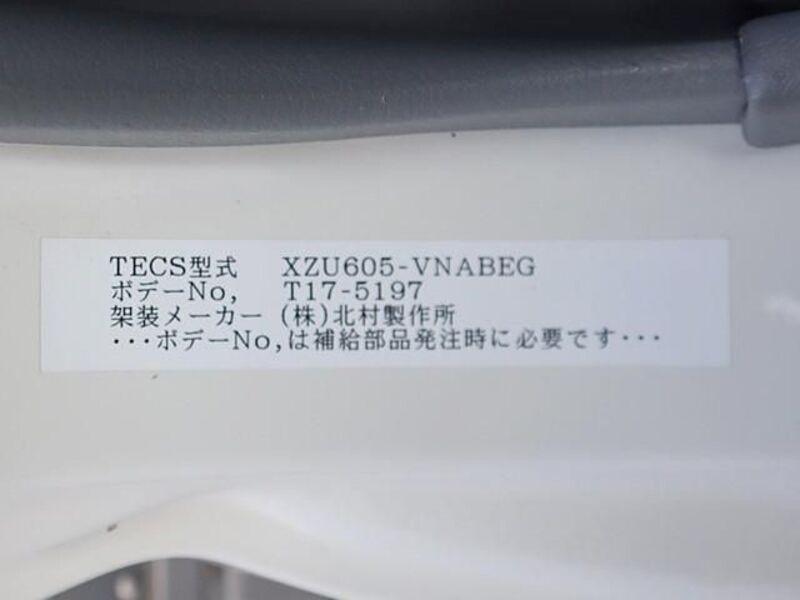 TECS型式 XZU605-VNABEG
ボデーNo, T17-5197
架装メーカー (株)北村製作所
・・・ボデーNo,は補給部品発注時に必要です・・・